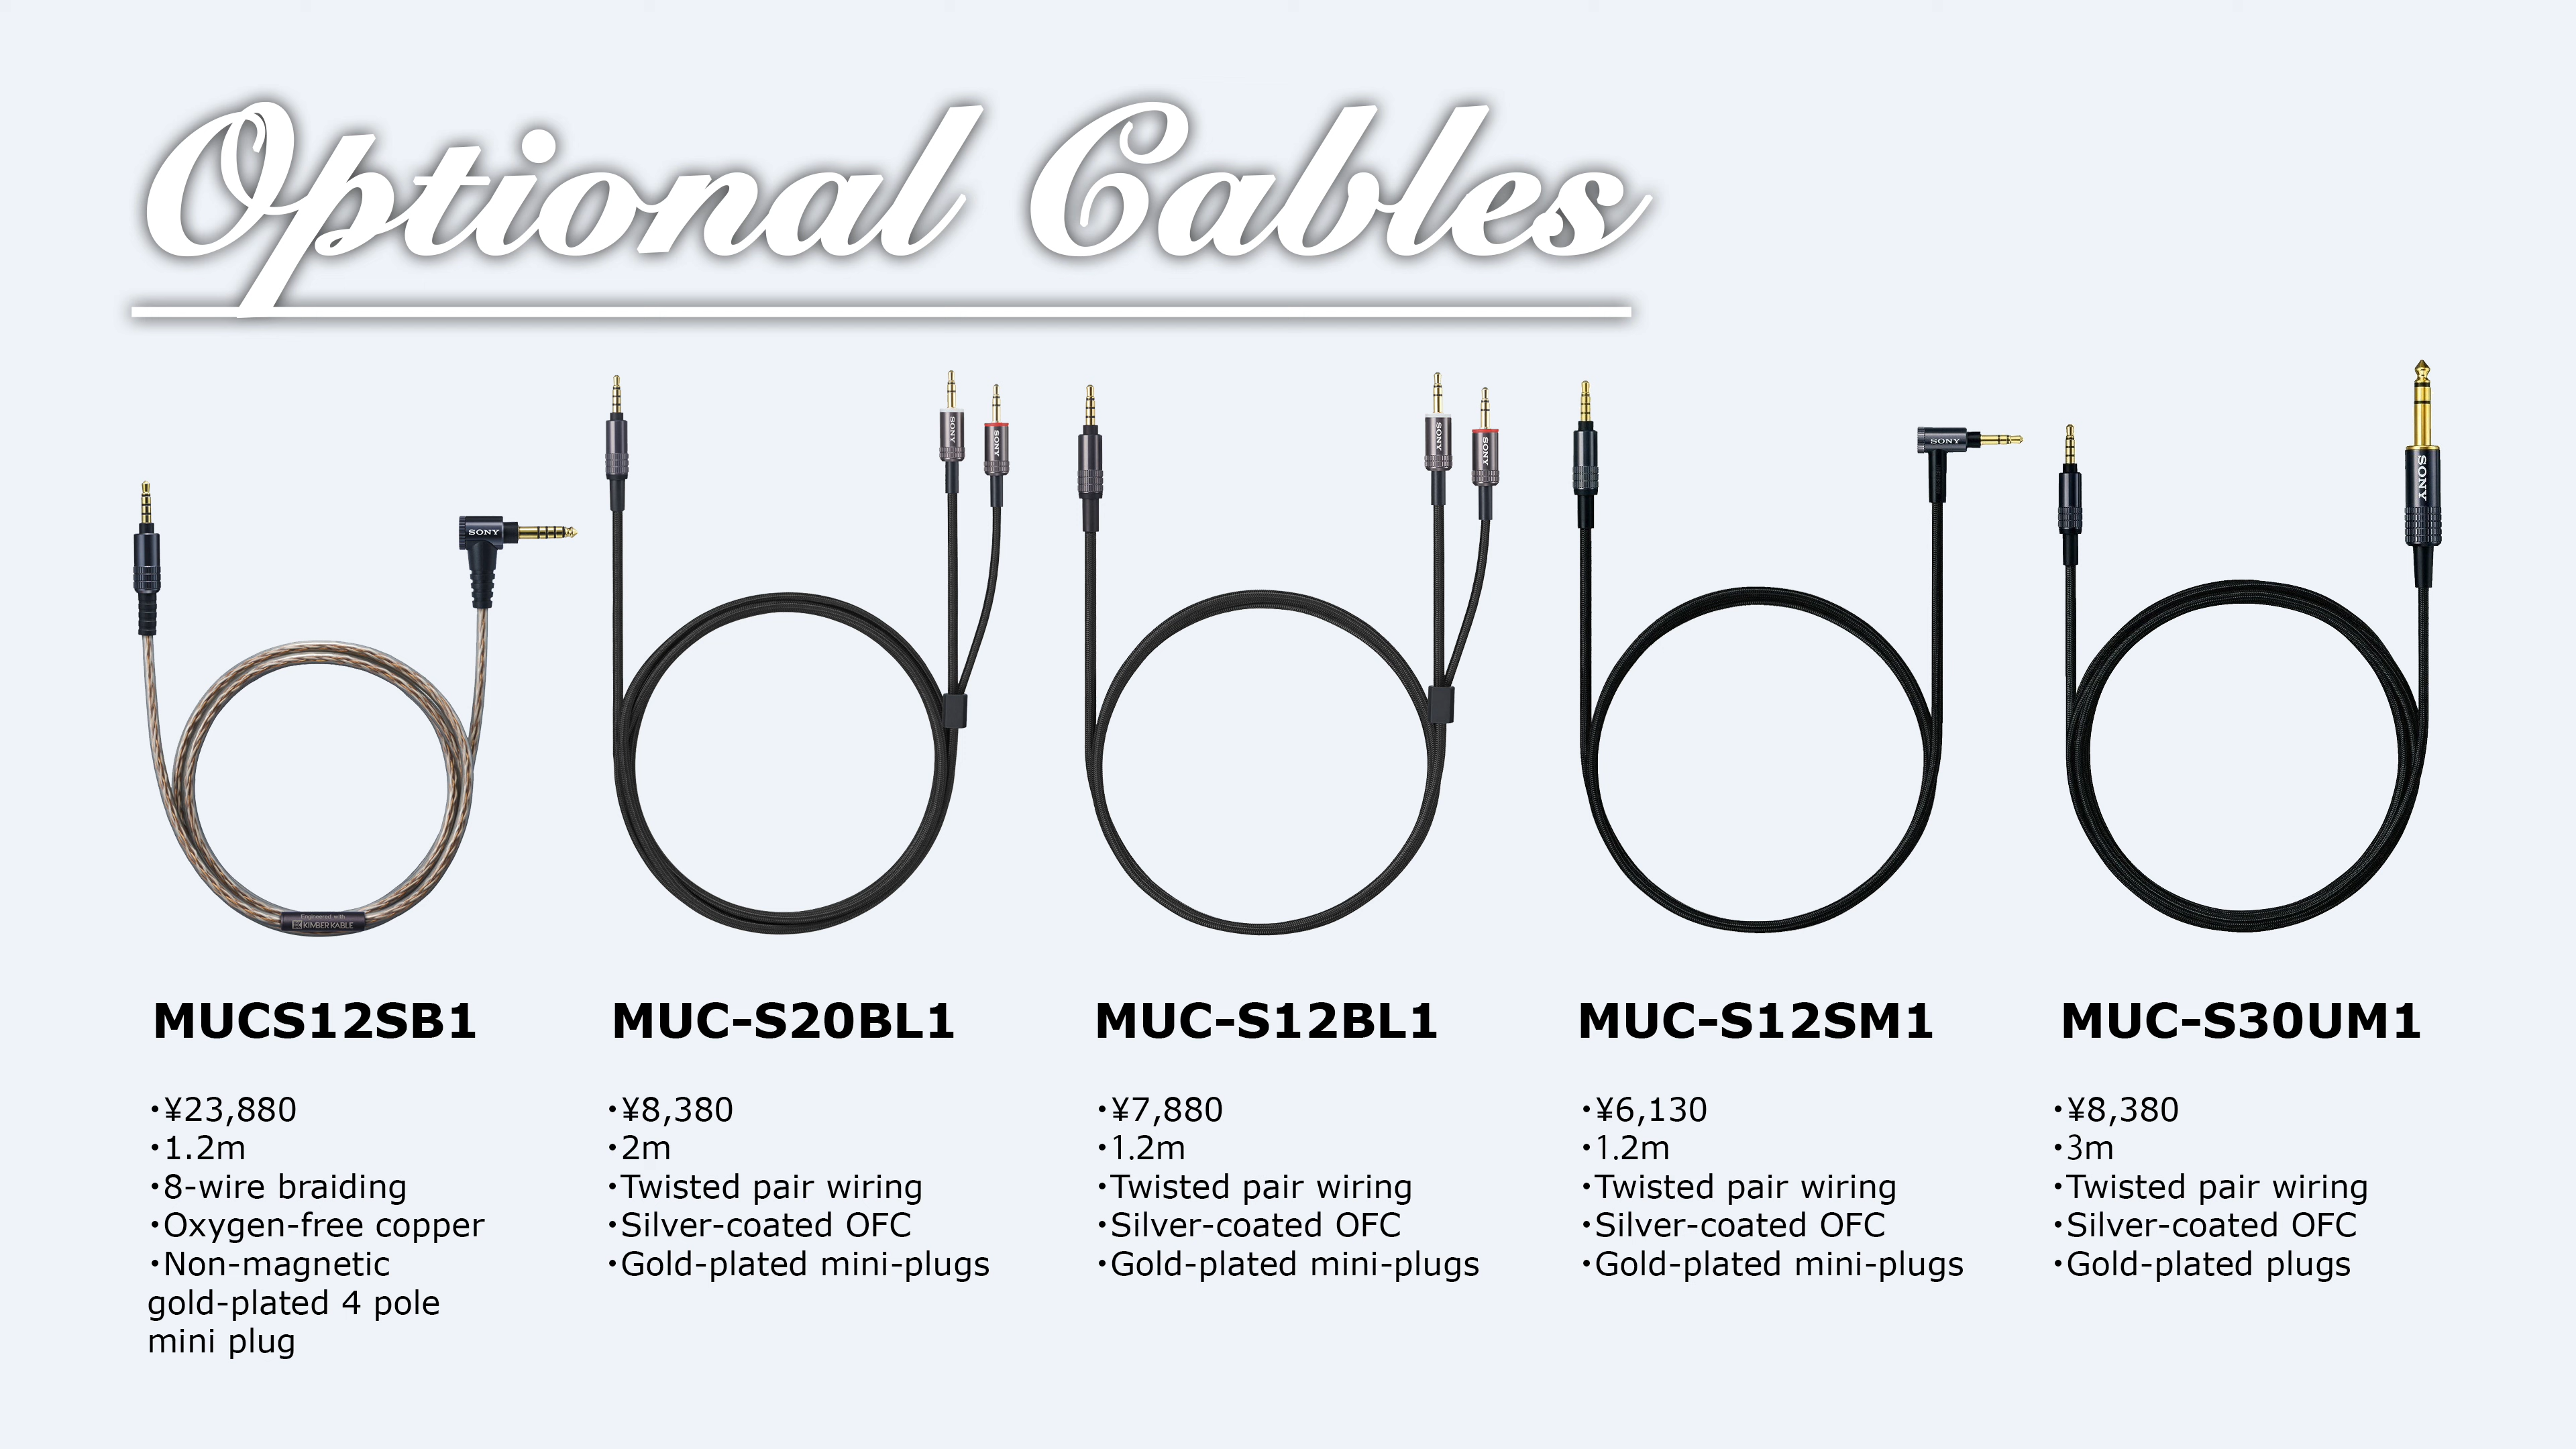 Optional Cables
SONY
SONY
SONY
SONY
SONY
SONY
SONY
Engineered with
KIMBER KABLE
MUCS12SB1
・¥23,880
・1.2m
・8-wire braiding
・Oxygen-free copper
・Non-magnetic
gold-plated 4 pole
mini plug
MUC-S20BL1
・¥8,380
・2m
・Twisted pair wiring
・Silver-coated OFC
・Gold-plated mini-plugs
MUC-S12BL1
・¥7,880
・1.2m
・Twisted pair wiring
・Silver-coated OFC
・Gold-plated mini-plugs
MUC-S12SM1
・¥6,130
・1.2m
・Twisted pair wiring
・Silver-coated OFC
・Gold-plated mini-plugs
MUC-S30UM1
・¥8,380
・3m
・Twisted pair wiring
・Silver-coated OFC
・Gold-plated plugs